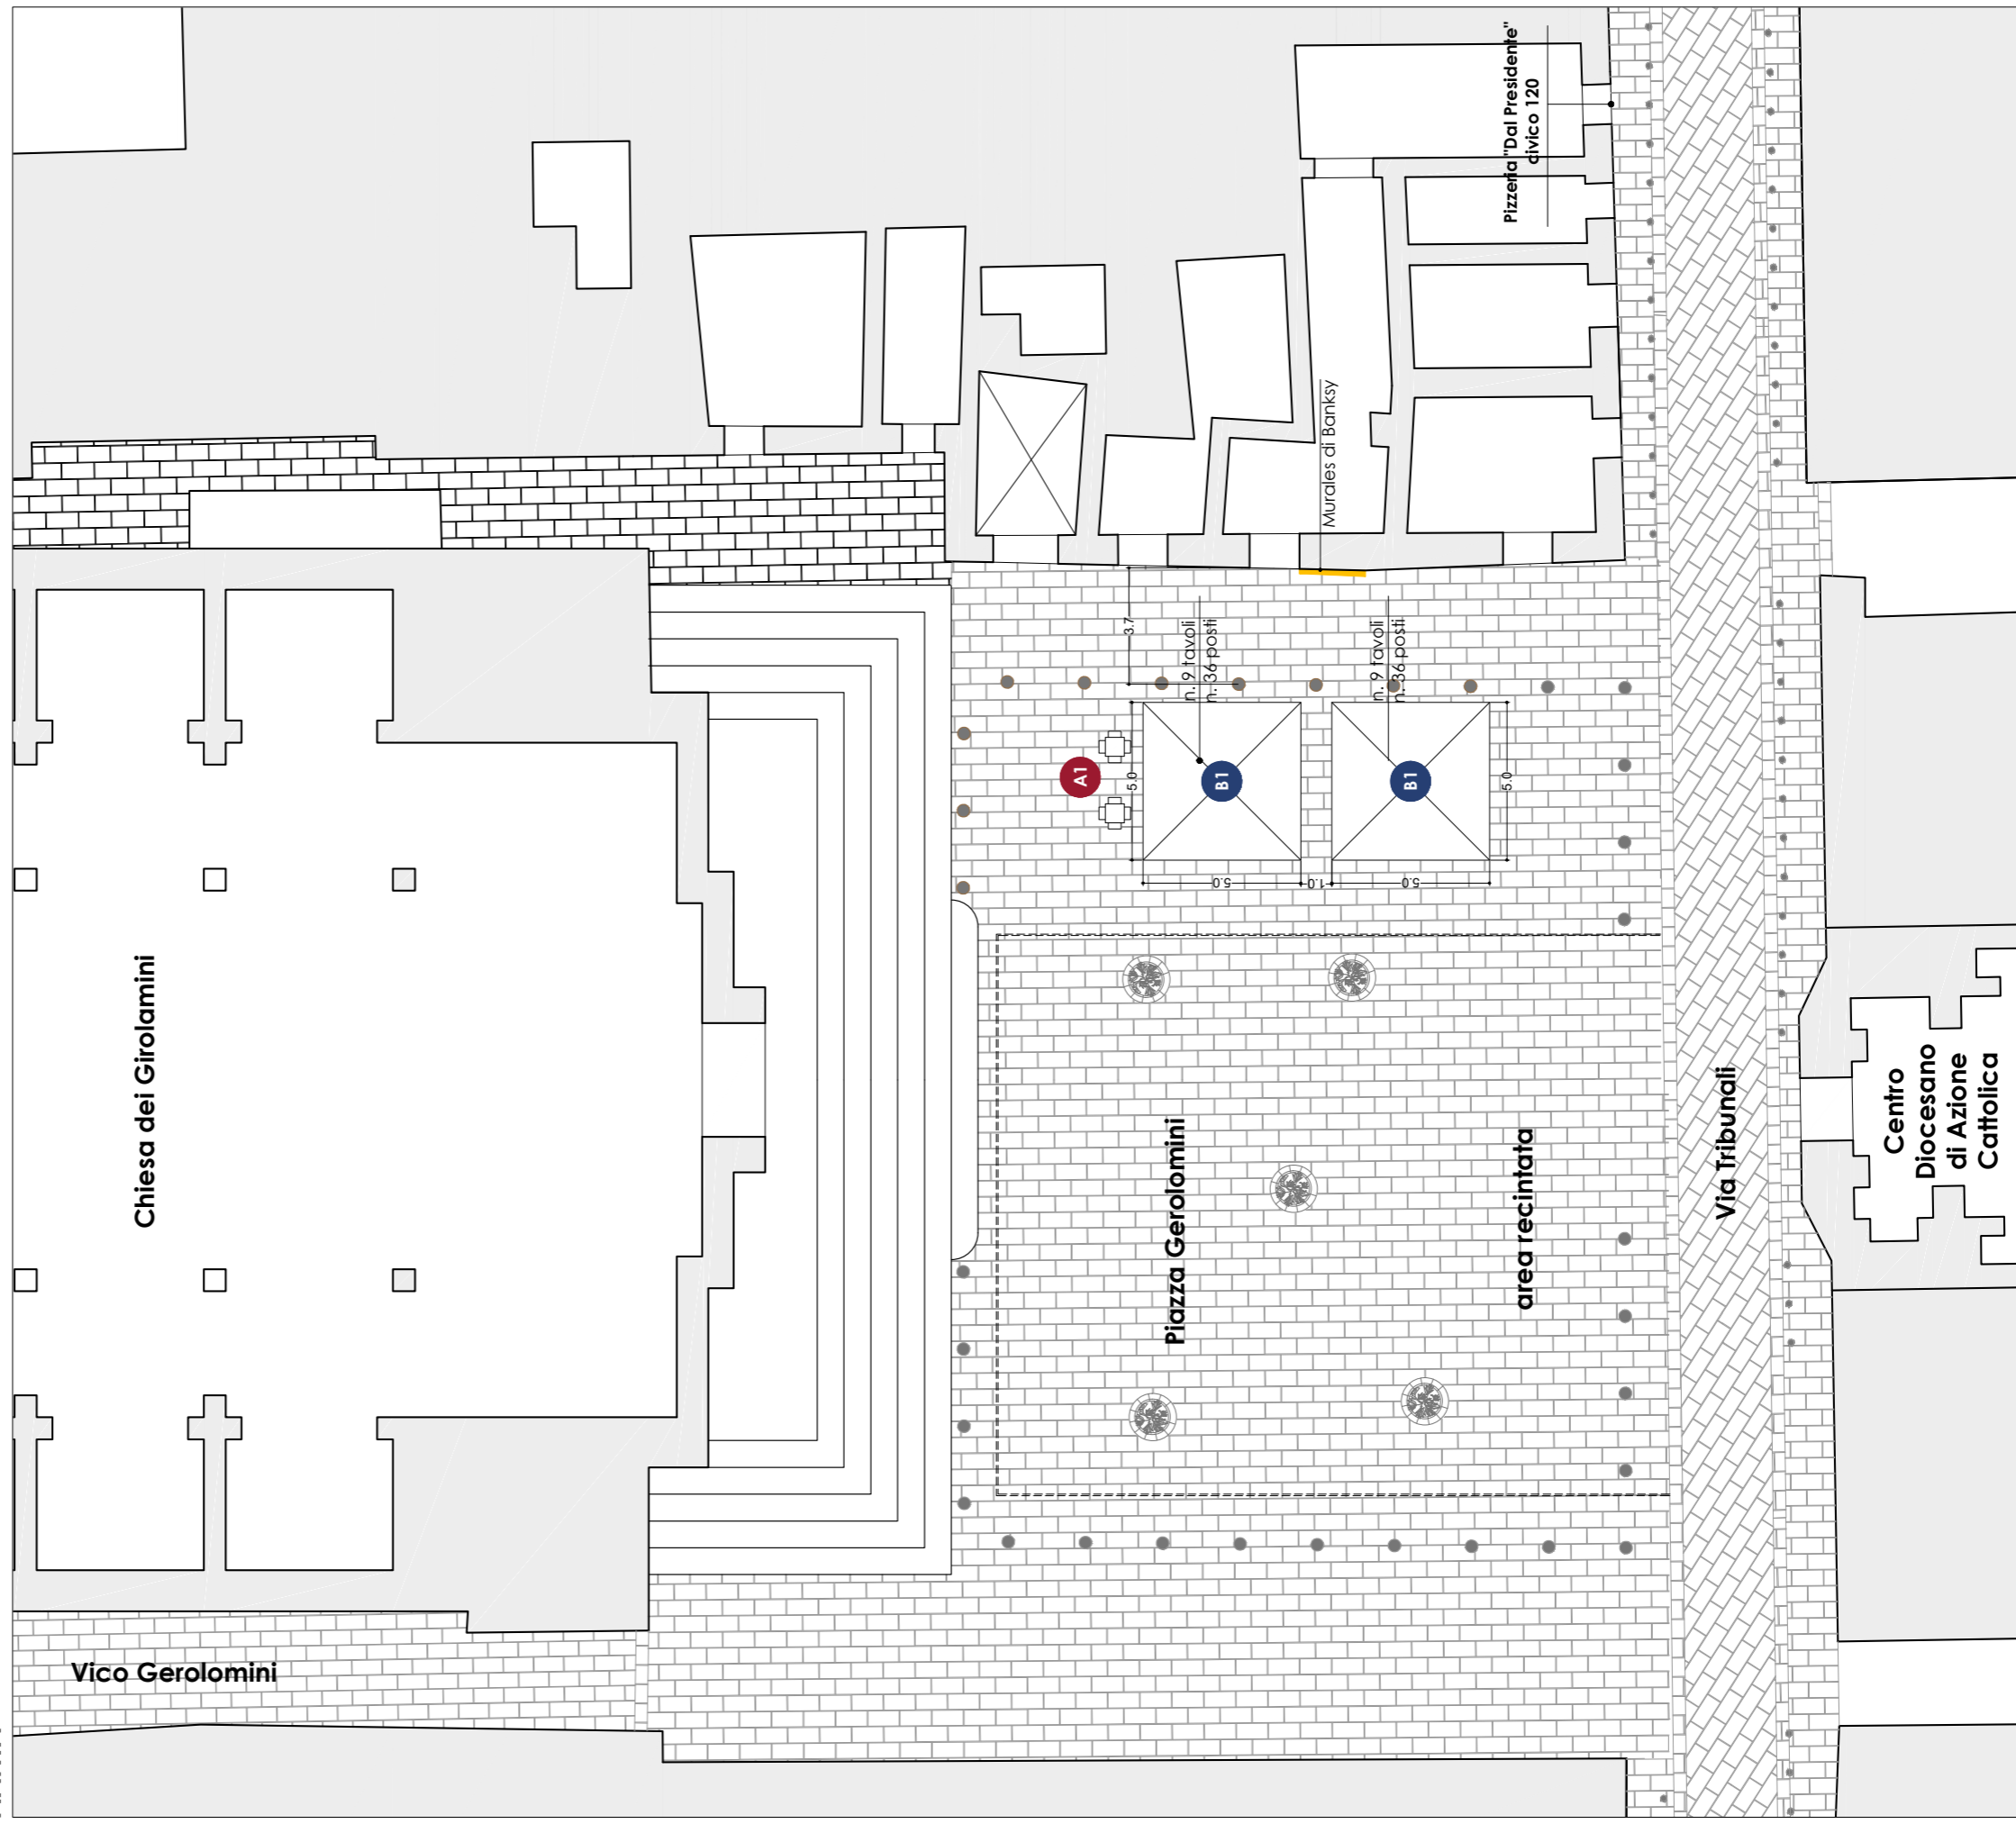 Pizzeria "Dal Presidente"
civico 120
Murales di Banksy
3.7
n. 9 tavoli
n. 36 posti
n. 9 tavoli
n. 36 posti
A1
B1
B1
5.0
5.0
5.0
1.0
5.0
Chiesa dei Girolamini
Piazza Gerolomini
area recintata
Via Tribunali
Centro
Diocesano
di Azione
Cattolica
Vico Gerolomini